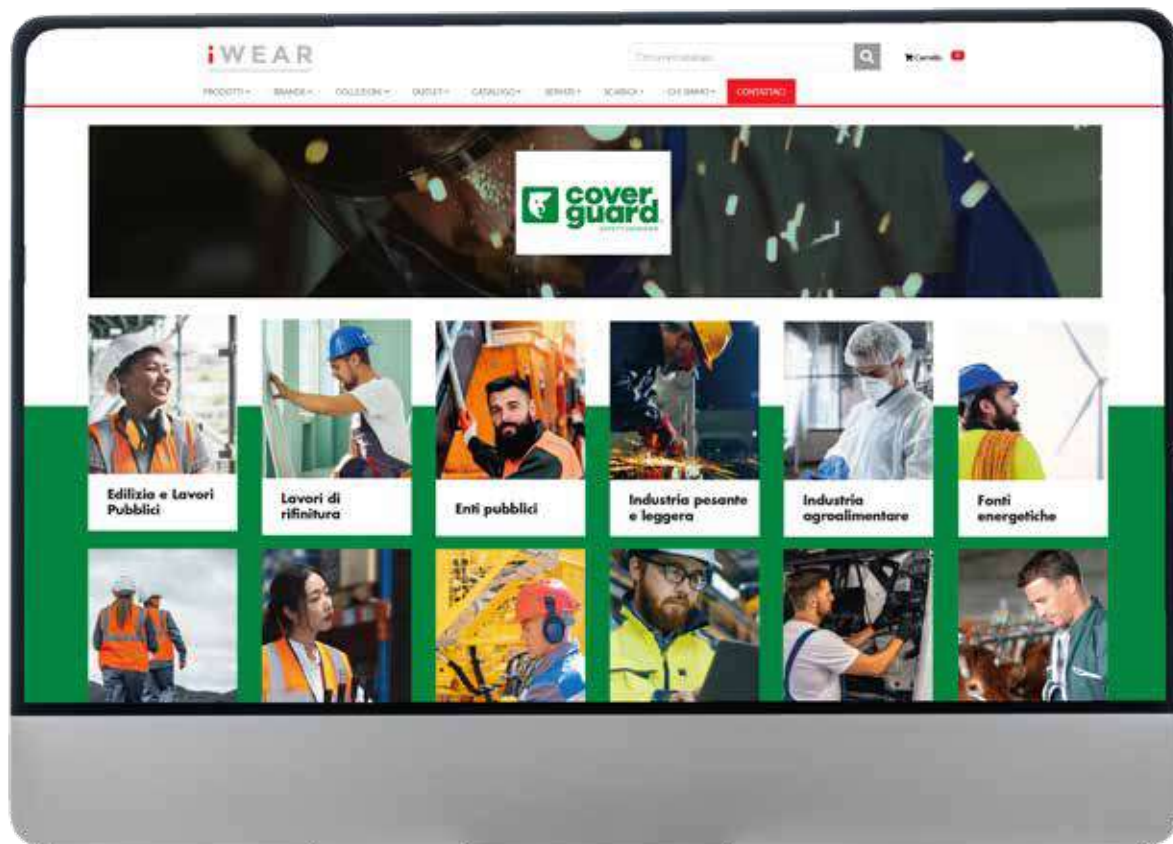 iWEAR
Carrello
PRODOTTI BRANDS COLLEZIONI OUTLET CATALOGO SERVIZI SCARICA CHI SIAMO CONTATTACI
cover
guard
Edilizia e Lavori
Pubblici
Lavori di
rifinitura
Enti pubblici
Industria pesante
e leggera
Industria
agroalimentare
Fonti
energetiche